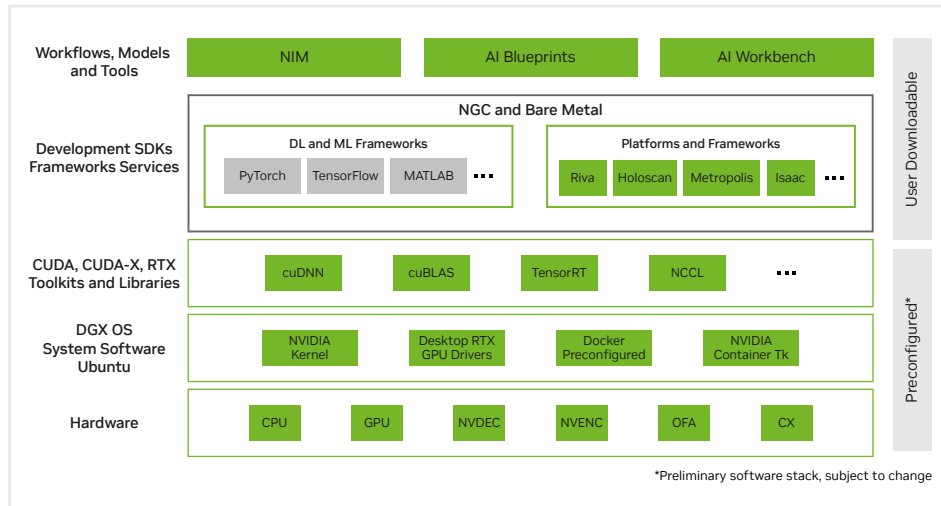 Workflows, Models
and Tools
NIM
AI Blueprints
AI Workbench
User Downloadable
NGC and Bare Metal
Development SDKs
Frameworks Services
DL and ML Frameworks
PyTorch
TensorFlow
MATLAB
Platforms and Frameworks
Riva
Holoscan
Metropolis
Isaac
CUDA, CUDA-X, RTX
Toolkits and Libraries
cuDNN
cuBLAS
TensorRT
NCCL
Preconfigured*
DGX OS
System Software
Ubuntu
NVIDIA
Kernel
Desktop RTX
GPU Drivers
Docker
Preconfigured
NVIDIA
Container Tk
Hardware
CPU
GPU
NVDEC
NVENC
OFA
CX
*Preliminary software stack, subject to change